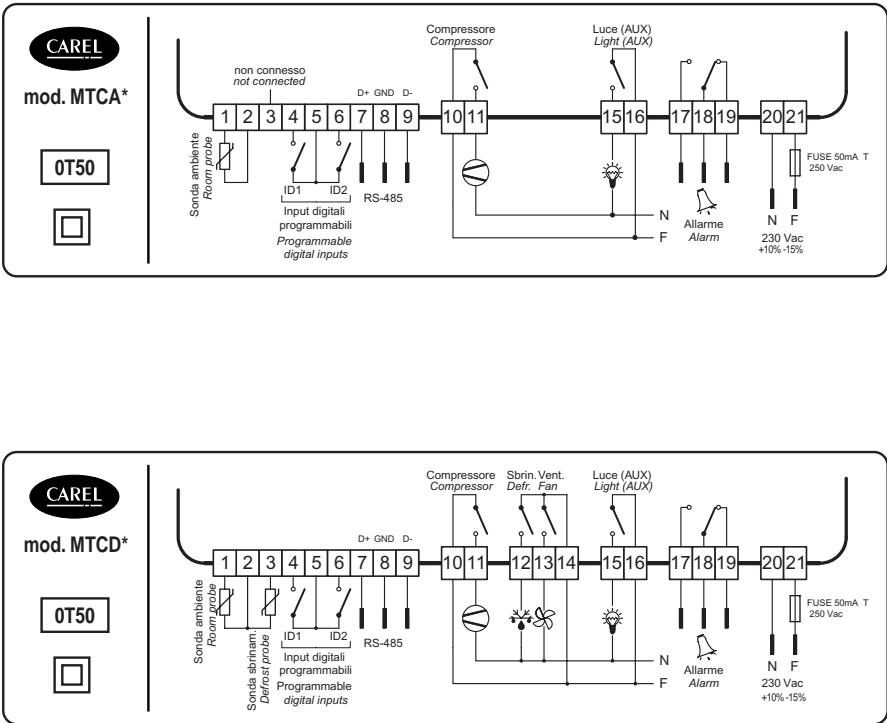 CAREL
mod. MTCA*
0T50
Compressore
Compressor
Luce (AUX)
Light (AUX)
non connesso
not connected
D+ GND D-
1 2 3 4 5 6 7 8 9 10 11 15 16 17 18 19 20 21
Sonda ambiente
Room probe
ID1 ID2 RS-485
Input digitali
programmabili
Programmable
digital inputs
N
F
Allarme
Alarm
FUSE 50mA T
250 Vac
N F
230 Vac
+10% -15%
CAREL
mod. MTCD*
0T50
Compressore
Compressor
Sbrin. Vent.
Defr. Fan
Luce (AUX)
Light (AUX)
D+ GND D-
1 2 3 4 5 6 7 8 9 10 11 12 13 14 15 16 17 18 19 20 21
Sonda ambiente
Room probe
Sonda sbrinam.
Defrost probe
ID1 ID2 RS-485
Input digitali
programmabili
Programmable
digital inputs
N
F
Allarme
Alarm
FUSE 50mA T
250 Vac
N F
230 Vac
+10% -15%